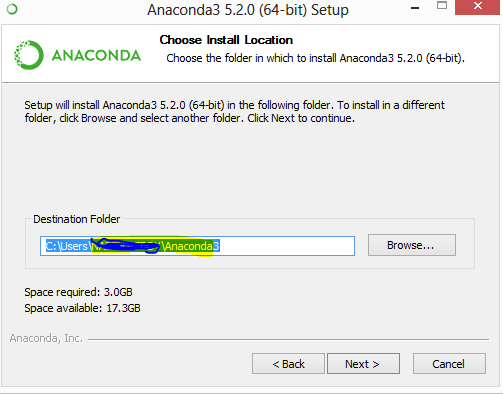 Anaconda3 5.2.0 (64-bit) Setup
ANACONDA
Choose Install Location
Choose the folder in which to install Anaconda3 5.2.0 (64-bit).
Setup will install Anaconda3 5.2.0 (64-bit) in the following folder. To install in a different
folder, click Browse and select another folder. Click Next to continue.
Destination Folder
C:\Users\ \Anaconda3
Browse...
Space required: 3.0GB
Space available: 17.3GB
Anaconda, Inc.
< Back Next > Cancel